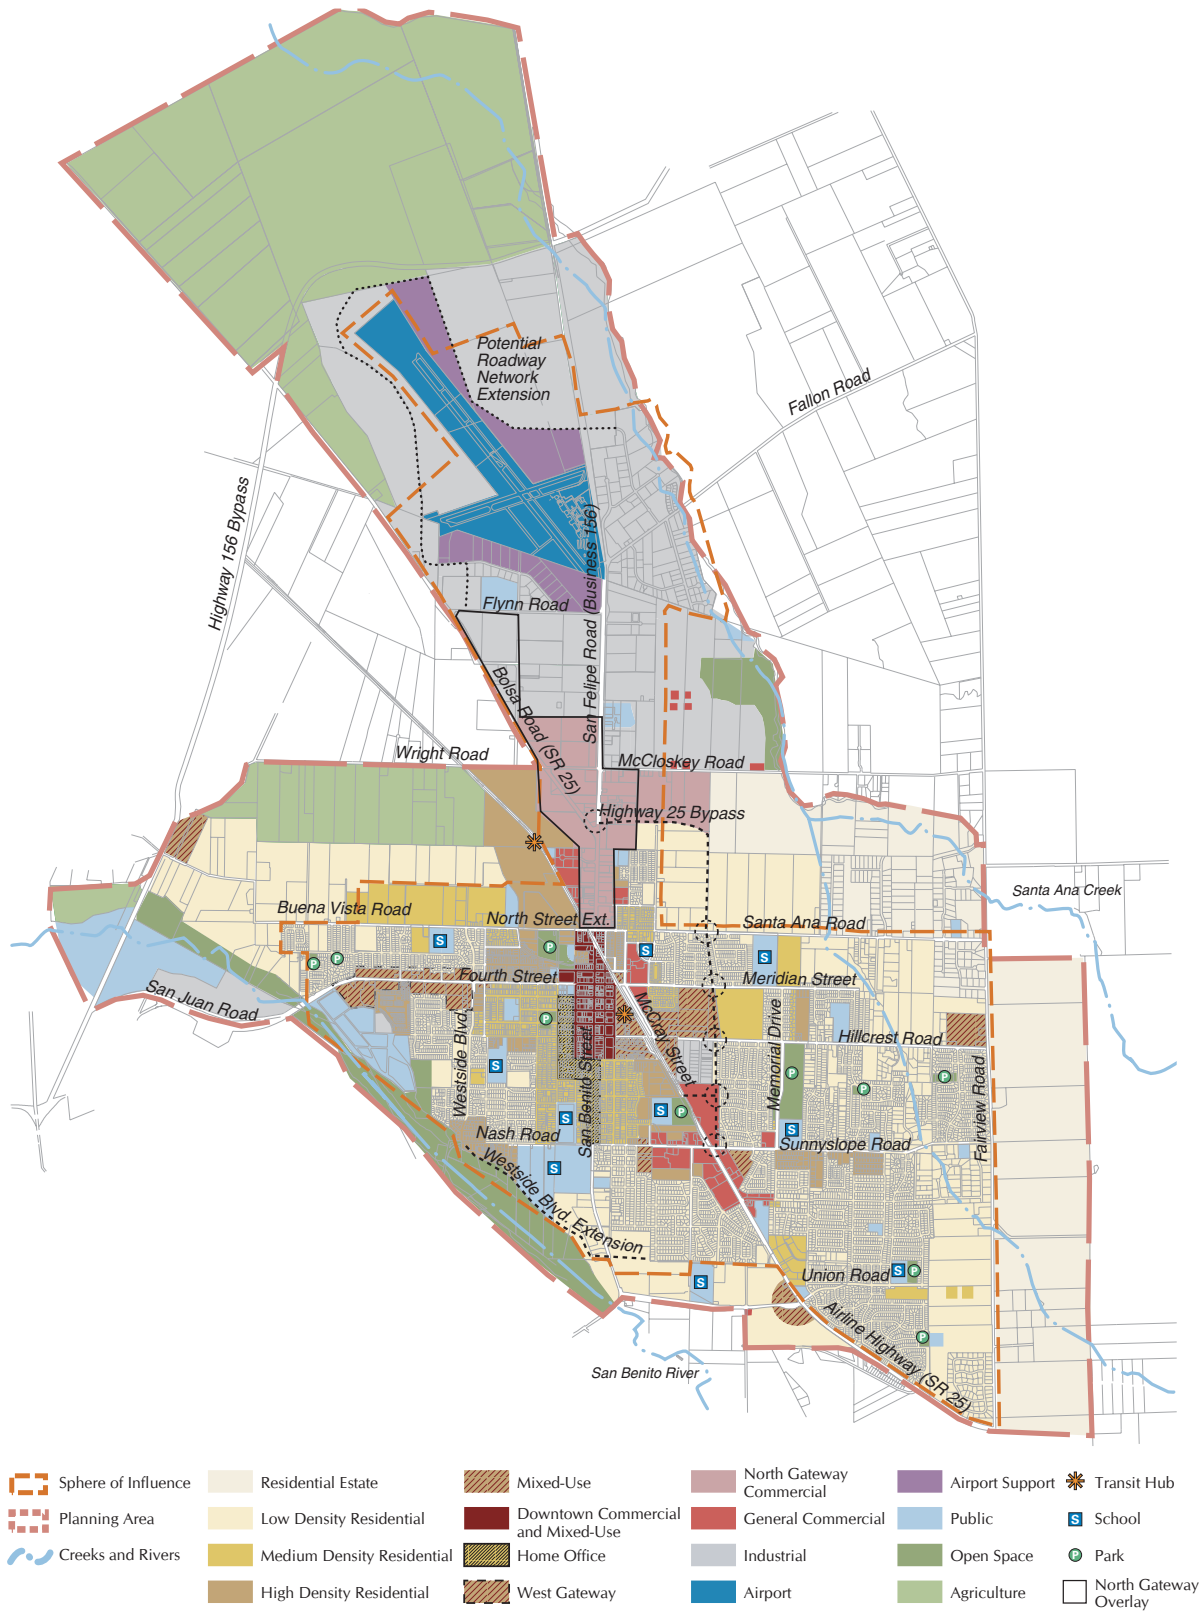 Potential
Roadway
Network
Extension
Fallon Road
Highway 156 Bypass
San Felipe Road (Business 156)
Flynn Road
Bolsa Road (SR 25)
Wright Road
McCloskey Road
Highway 25 Bypass
Santa Ana Creek
Buena Vista Road
North Street Ext.
Santa Ana Road
S
S
S
P
P
P
Fourth Street
Meridian Street
San Juan Road
McCray Street
P
Hillcrest Road
Westside Blvd.
San Benito Street
Memorial Drive
Fairview Road
S
P
P
P
S
S
P
S
Nash Road
Sunnyslope Road
S
Westside Blvd. Extension
Union Road
S
S
P
Airline Highway (SR 25)
P
San Benito River
Sphere of Influence
Planning Area
Creeks and Rivers
Residential Estate
Low Density Residential
Medium Density Residential
High Density Residential
Mixed-Use
Downtown Commercial
and Mixed-Use
Home Office
West Gateway
North Gateway
Commercial
General Commercial
Industrial
Airport
Airport Support
Public
Open Space
Agriculture
Transit Hub
S School
P Park
North Gateway
Overlay